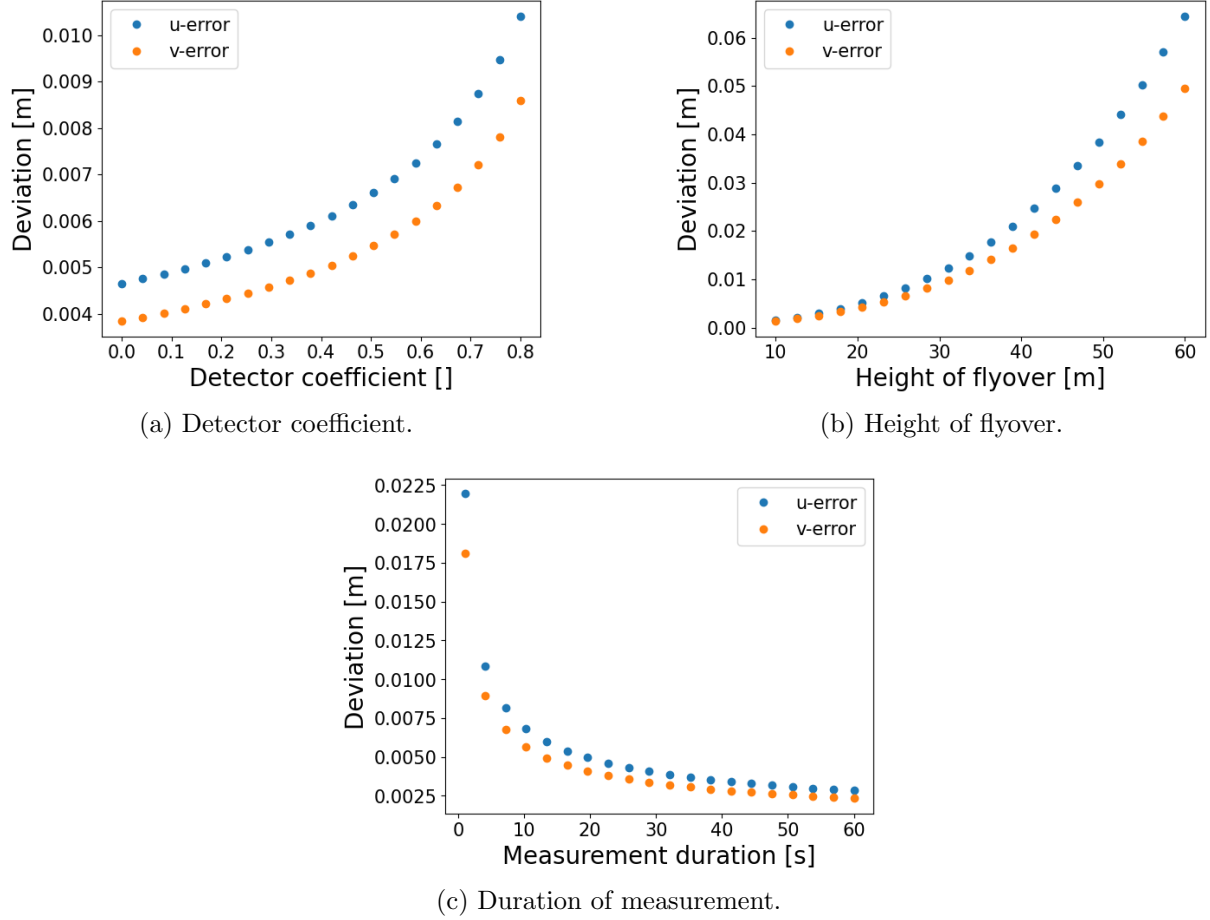 u-error
v-error
Deviation [m]
0.010
0.009
0.008
0.007
0.006
0.005
0.004
0.0 0.1 0.2 0.3 0.4 0.5 0.6 0.7 0.8
Detector coefficient []
(a) Detector coefficient.
u-error
v-error
Deviation [m]
0.06
0.05
0.04
0.03
0.02
0.01
0.00
10 20 30 40 50 60
Height of flyover [m]
(b) Height of flyover.
u-error
v-error
Deviation [m]
0.0225
0.0200
0.0175
0.0150
0.0125
0.0100
0.0075
0.0050
0.0025
0 10 20 30 40 50 60
Measurement duration [s]
(c) Duration of measurement.